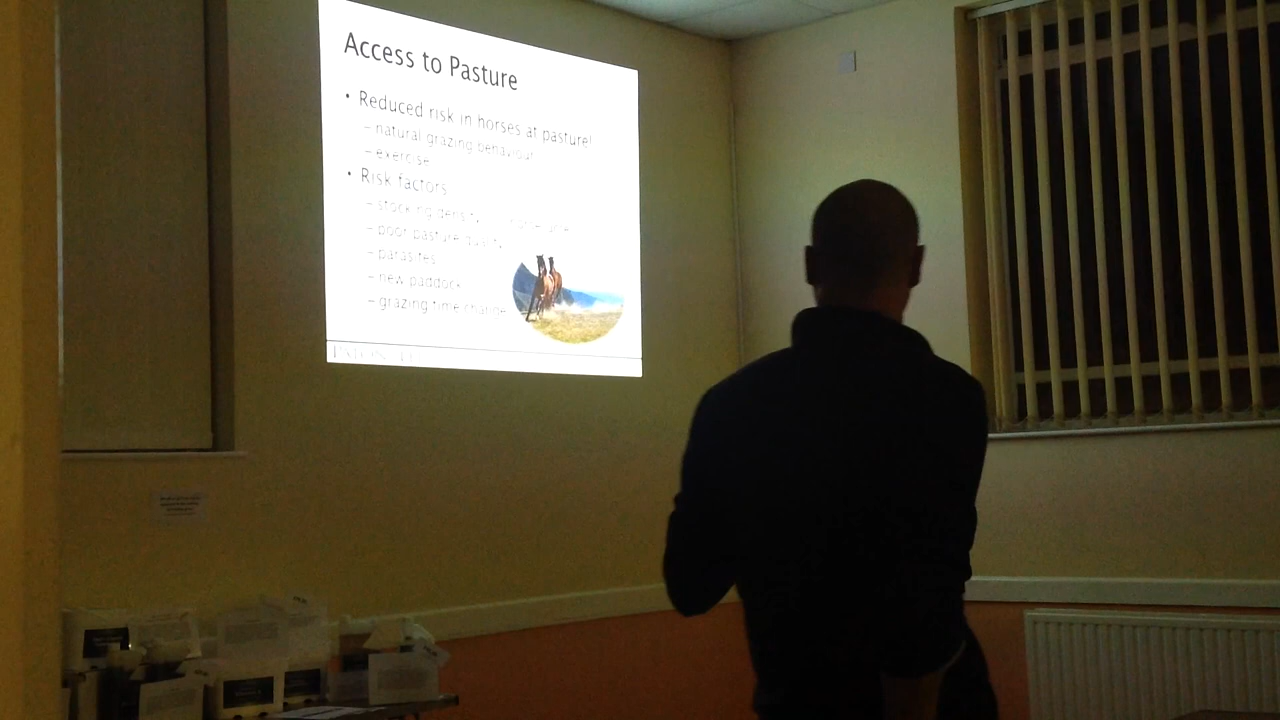 Access to Pasture
• Reduced risk in horses at pasture!
– natural grazing behaviour
– exercise
• Risk factors
– stocking density
– poor pasture quality
– parasites
– new paddock
– grazing time change